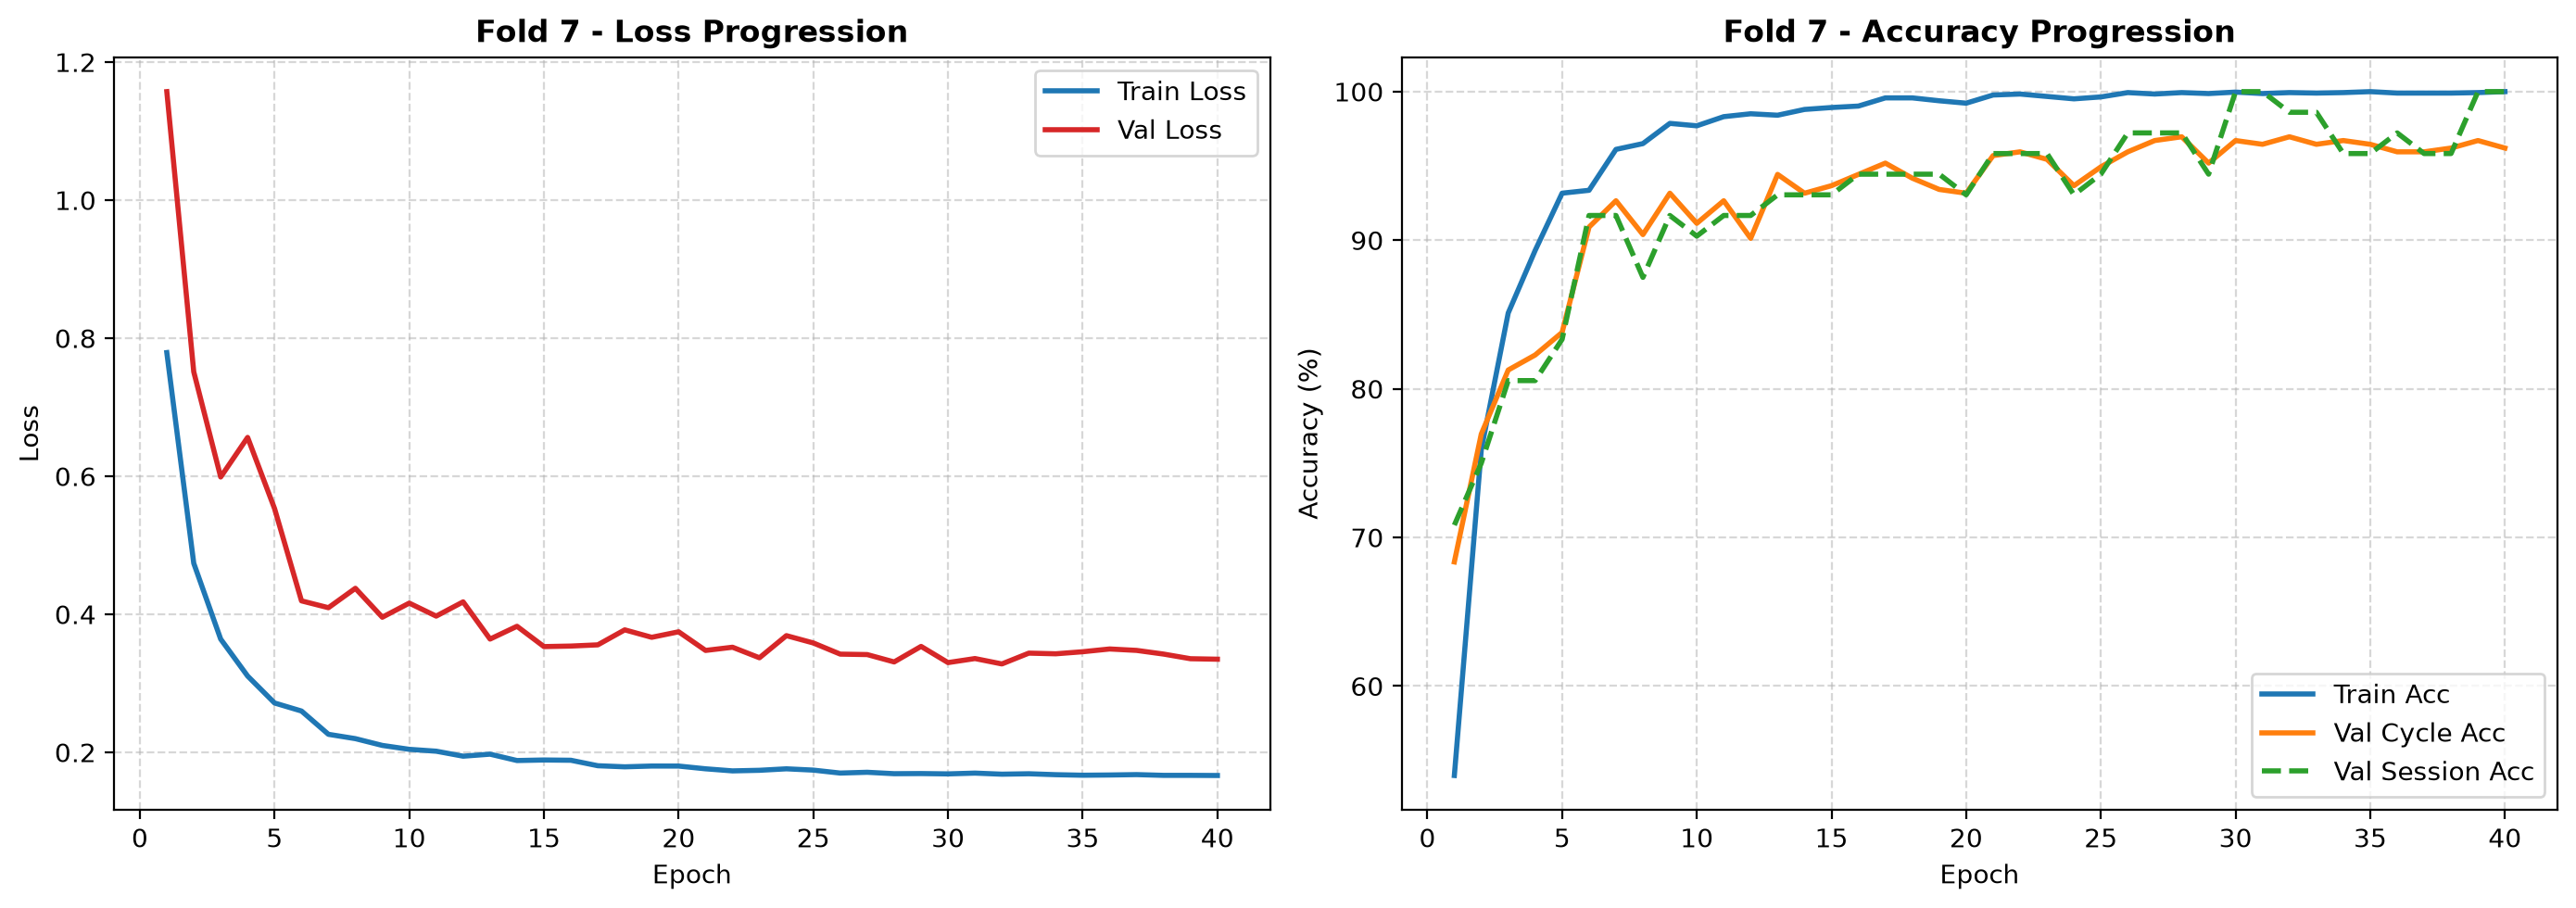 Fold 7 - Loss Progression
1.2
1.0
0.8
0.6
0.4
0.2
Loss
Train Loss
Val Loss
0 5 10 15 20 25 30 35 40
Epoch
Fold 7 - Accuracy Progression
100
90
80
70
60
Accuracy (%)
Train Acc
Val Cycle Acc
Val Session Acc
0 5 10 15 20 25 30 35 40
Epoch